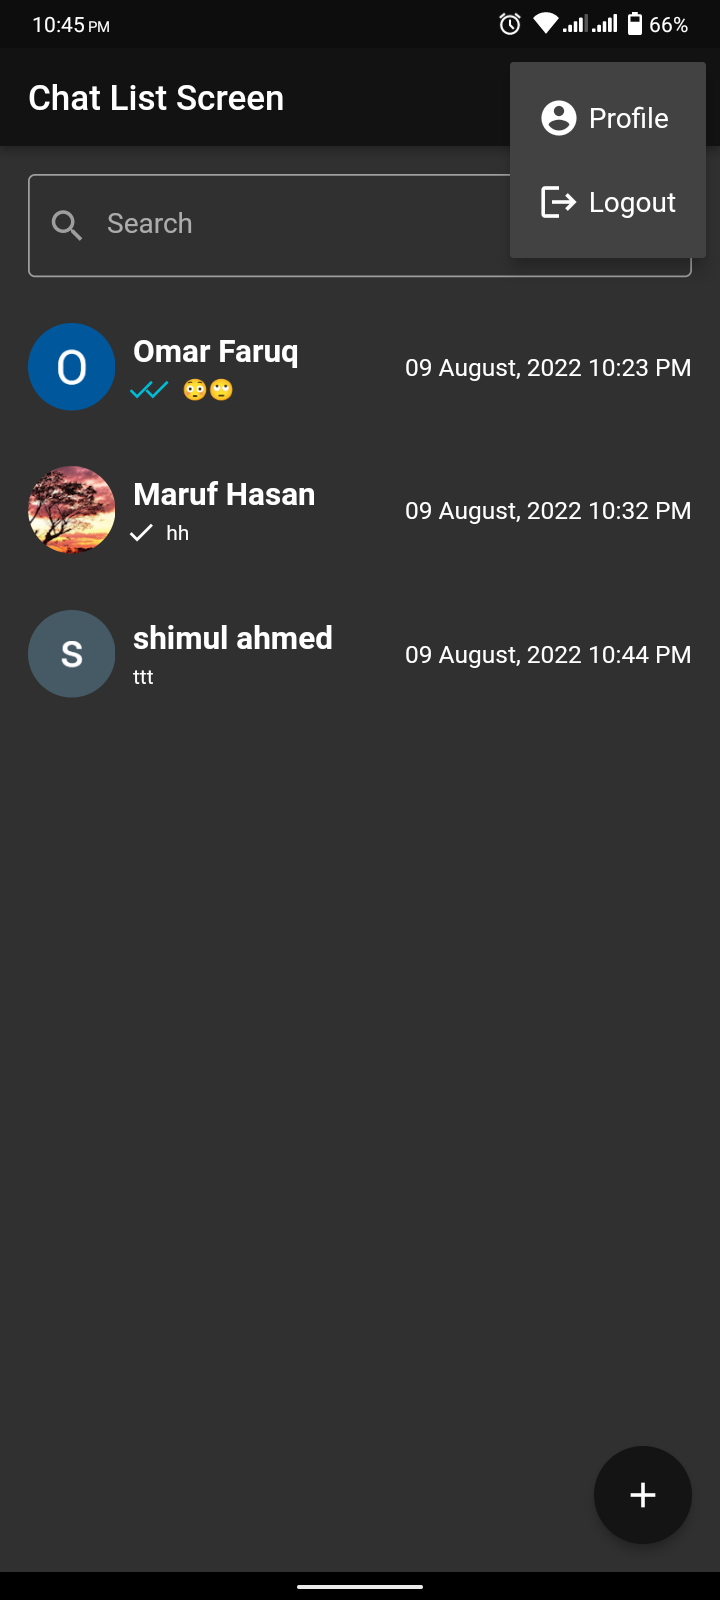 10:45 PM 66%
Chat List Screen
Profile
Logout
Search
O
Omar Faruq
😳🙄
09 August, 2022 10:23 PM
Maruf Hasan
hh
09 August, 2022 10:32 PM
s
shimul ahmed
ttt
09 August, 2022 10:44 PM